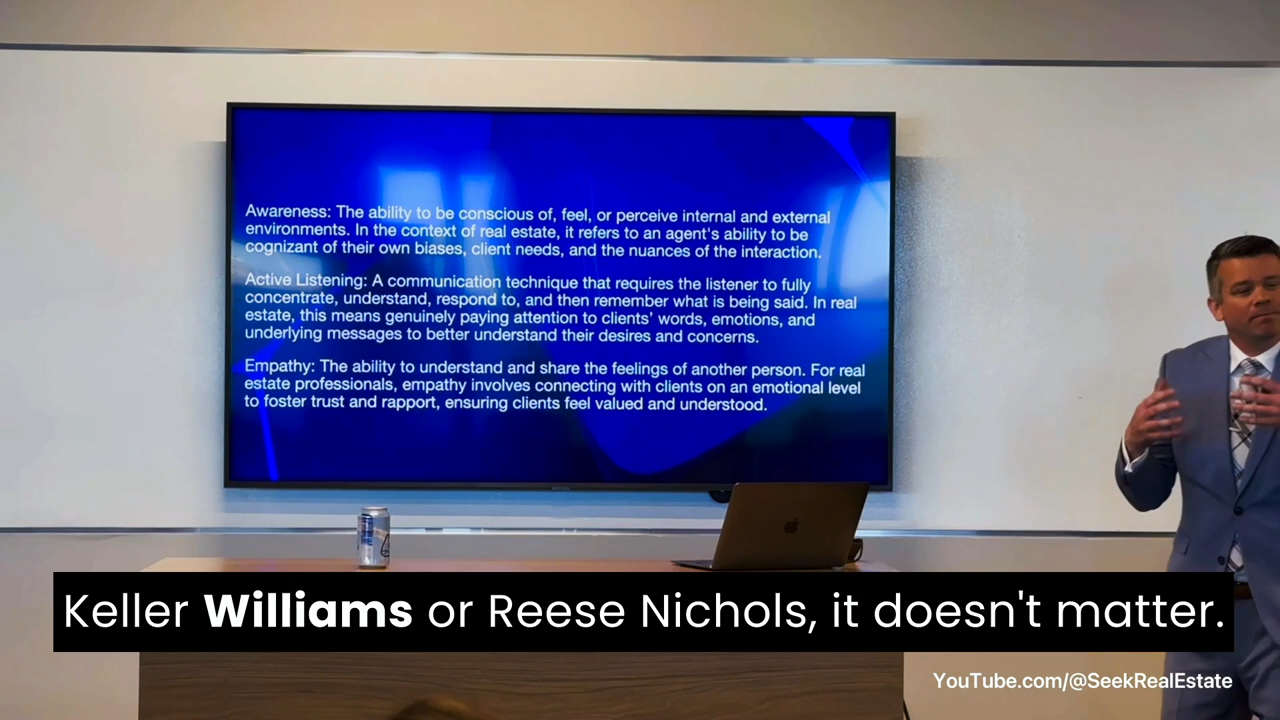 Awareness: The ability to be conscious of, feel, or perceive internal and external
environments. In the context of real estate, it refers to an agent's ability to be
cognizant of their own biases, client needs, and the nuances of the interaction.
Active Listening: A communication technique that requires the listener to fully
concentrate, understand, respond to, and then remember what is being said. In real
estate, this means genuinely paying attention to clients' words, emotions, and
underlying messages to better understand their desires and concerns.
Empathy: The ability to understand and share the feelings of another person. For real
estate professionals, empathy involves connecting with clients on an emotional level
to foster trust and rapport, ensuring clients feel valued and understood.
Keller Williams or Reese Nichols, it doesn't matter.
YouTube.com/@SeekRealEstate